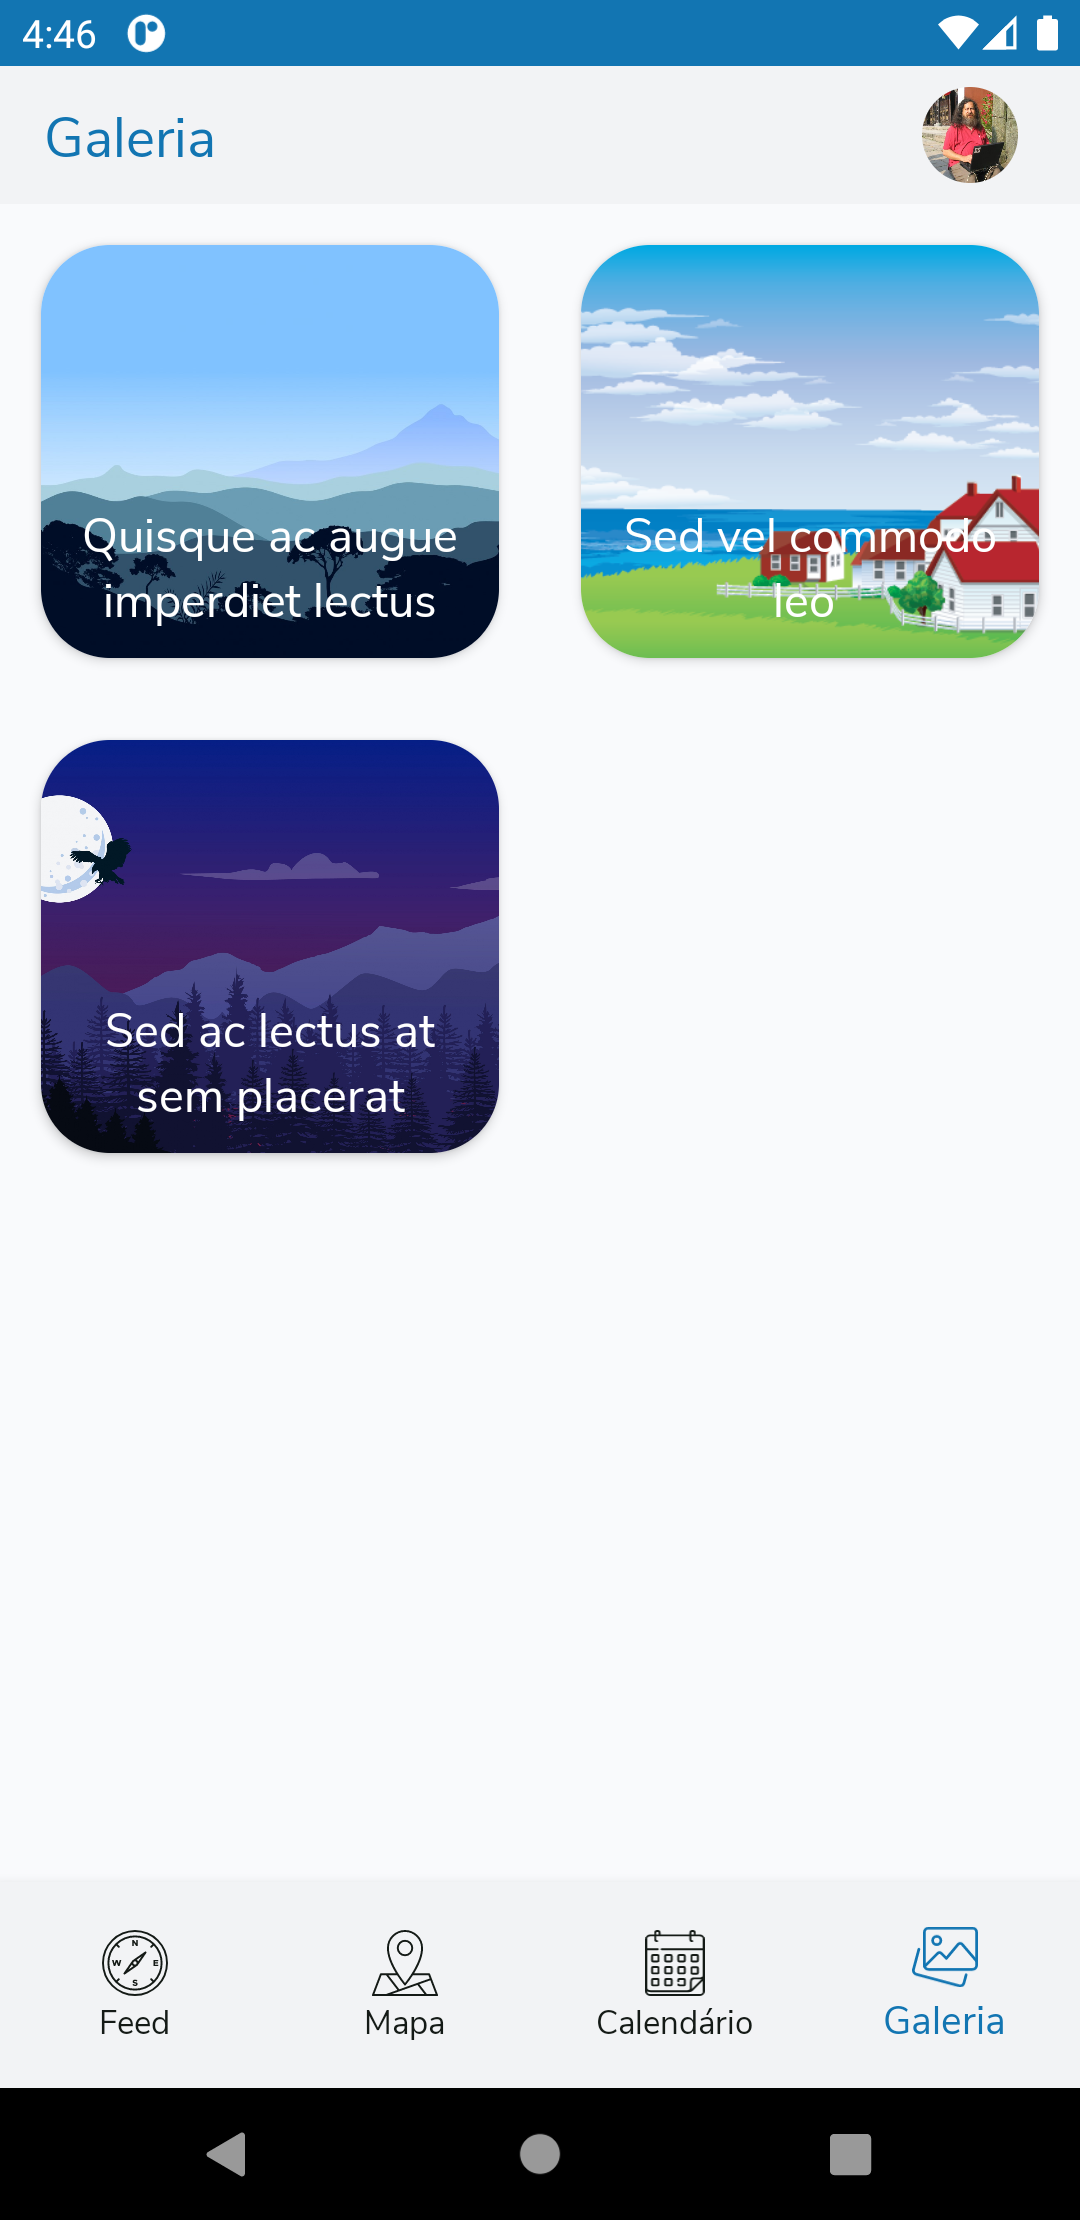 4:46
Galeria
Quisque ac augue
imperdiet lectus
Sed vel commodo
leo
Sed ac lectus at
sem placerat
N
W E
S
Feed
Mapa
Calendário
Galeria